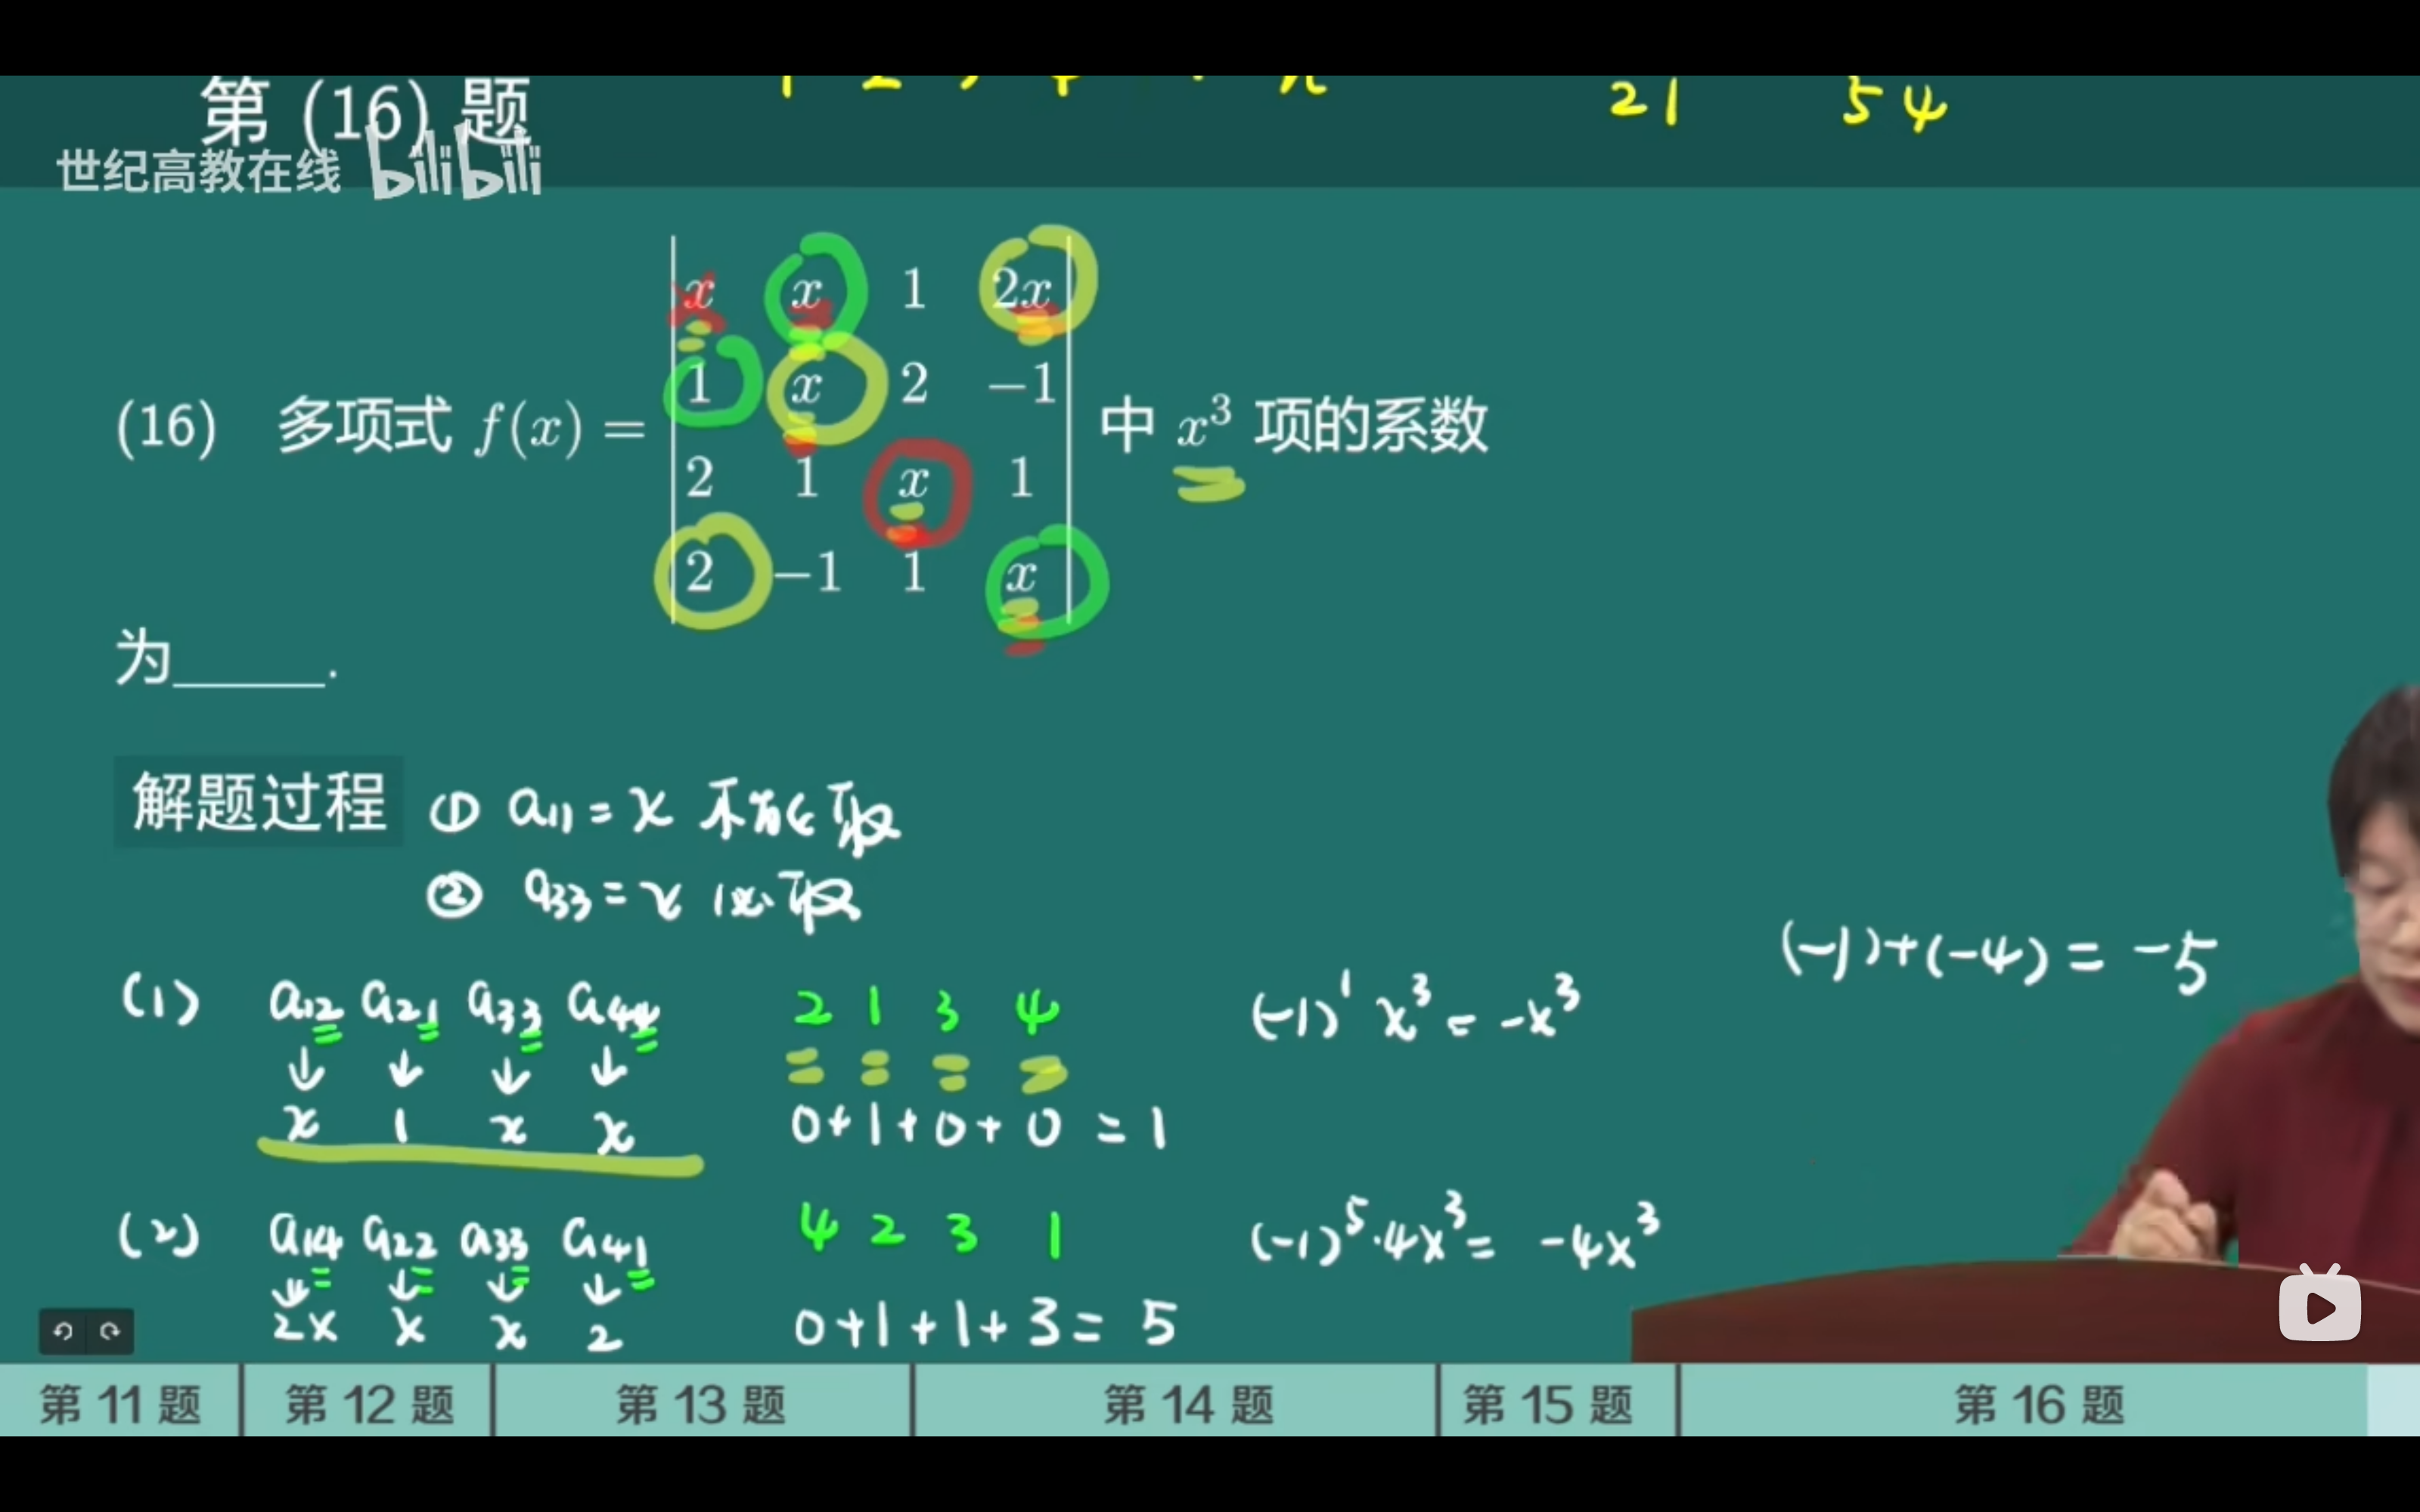 21 54
第 (16) 题
世纪高教在线 bilibili
x x 1 2x
1 x 2 −1
(16) 多项式 f(x) = 中 x³ 项的系数
2 1 x 1
2 −1 1 x
为_____.
解题过程 ① a₁₁ = x 不能取
② a₃₃ = x 必取
(-1)+(-4) = -5
(1) a₁₂ a₂₁ a₃₃ a₄₄ 2 1 3 4 (-1)¹ x³ = -x³
↓ ↓ ↓ ↓
x 1 x x 0+1+0+0 = 1
(2) a₁₄ a₂₂ a₃₃ a₄₁ 4 2 3 1 (-1)⁵·4x³ = -4x³
↓ ↓ ↓ ↓
2x x x 2 0+1+1+3 = 5
第 11 题 第 12 题 第 13 题 第 14 题 第 15 题 第 16 题